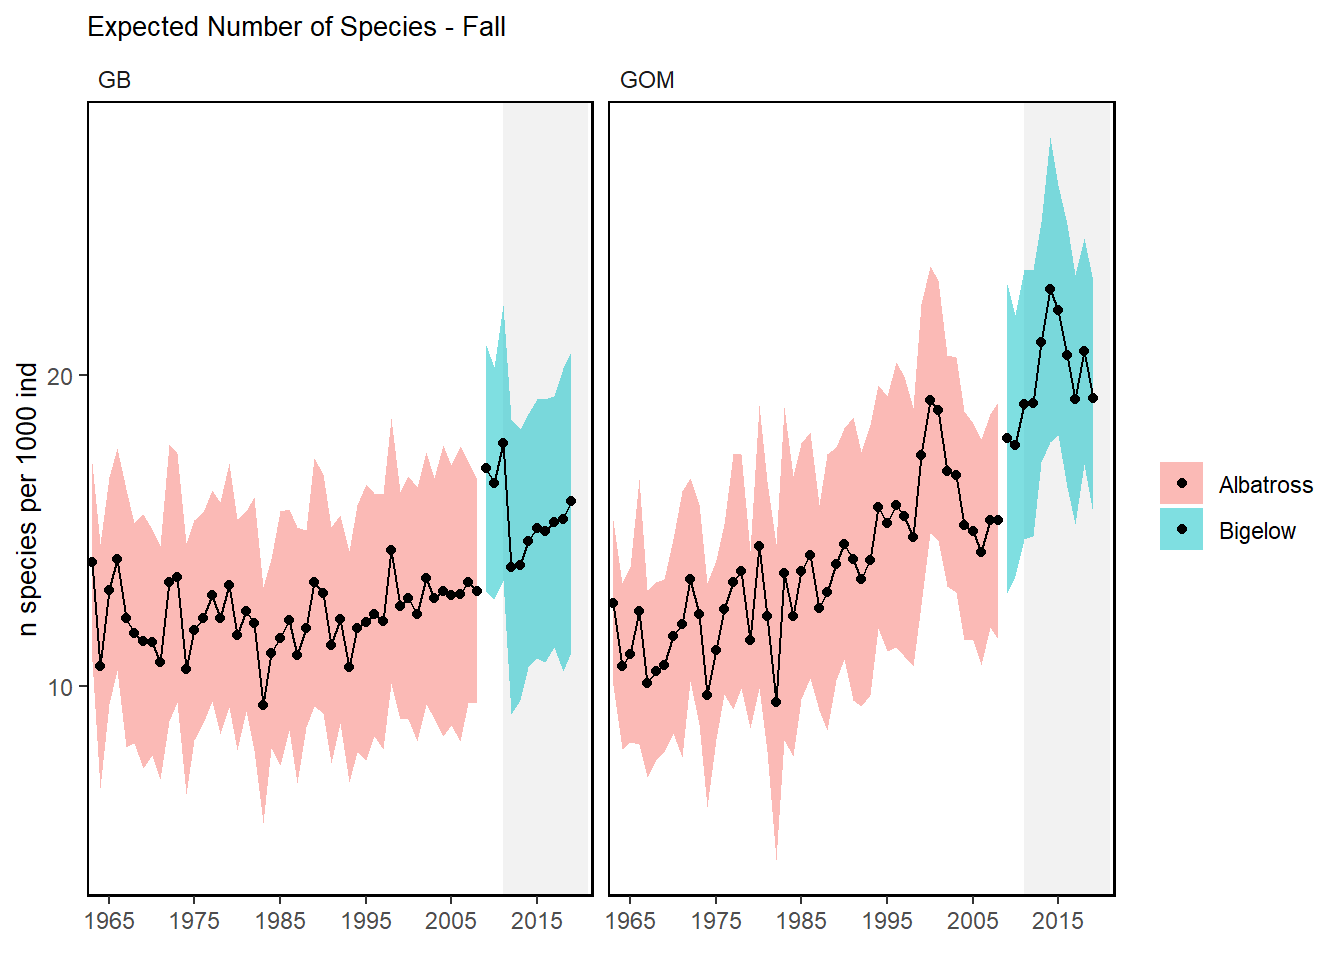 Expected Number of Species - Fall
GB
GOM
n species per 1000 ind
20
10
1965 1975 1985 1995 2005 2015
1965 1975 1985 1995 2005 2015
Albatross
Bigelow